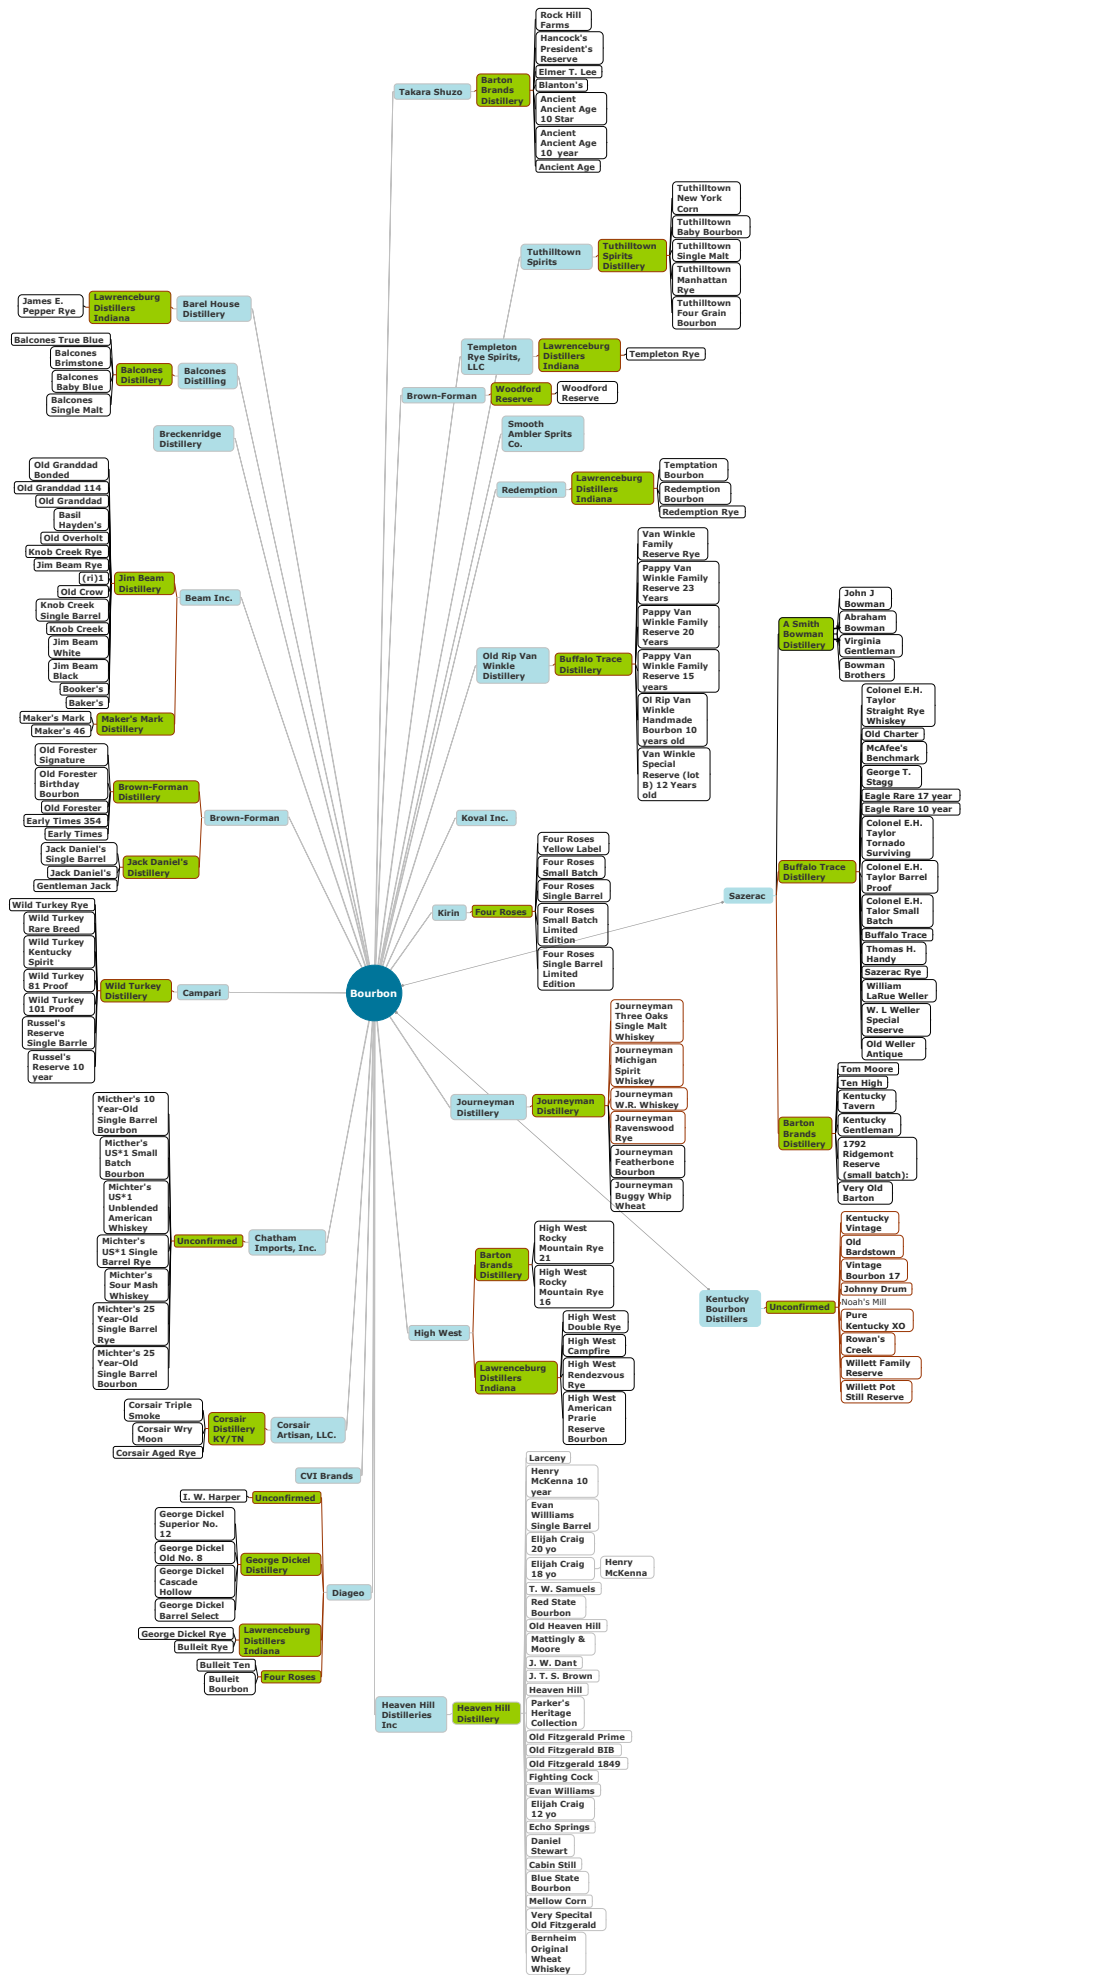 Rock Hill
Farms
Hancock's
President's
Reserve
Elmer T. Lee
Blanton's
Ancient
Ancient Age
10 Star
Ancient
Ancient Age
10 year
Ancient Age
Takara Shuzo
Barton
Brands
Distillery
Tuthilltown
New York
Corn
Tuthilltown
Baby Bourbon
Tuthilltown
Single Malt
Tuthilltown
Manhattan
Rye
Tuthilltown
Four Grain
Bourbon
Tuthilltown
Spirits
Tuthilltown
Spirits
Distillery
James E.
Pepper Rye
Lawrenceburg
Distillers
Indiana
Barel House
Distillery
Templeton
Rye Spirits,
LLC
Lawrenceburg
Distillers
Indiana
Templeton Rye
Balcones True Blue
Balcones
Brimstone
Balcones
Baby Blue
Balcones
Single Malt
Balcones
Distillery
Balcones
Distilling
Brown-Forman
Woodford
Reserve
Woodford
Reserve
Breckenridge
Distillery
Smooth
Ambler Sprits
Co.
Redemption
Lawrenceburg
Distillers
Indiana
Temptation
Bourbon
Redemption
Bourbon
Redemption Rye
Old Granddad
Bonded
Old Granddad 114
Old Granddad
Basil
Hayden's
Old Overholt
Knob Creek Rye
Jim Beam Rye
(ri)1
Old Crow
Knob Creek
Single Barrel
Knob Creek
Jim Beam
White
Jim Beam
Black
Booker's
Baker's
Jim Beam
Distillery
Beam Inc.
Maker's Mark
Maker's 46
Maker's Mark
Distillery
Van Winkle
Family
Reserve Rye
Pappy Van
Winkle Family
Reserve 23
Years
Pappy Van
Winkle Family
Reserve 20
Years
Pappy Van
Winkle Family
Reserve 15
years
Ol Rip Van
Winkle
Handmade
Bourbon 10
years old
Van Winkle
Special
Reserve (lot
B) 12 Years
old
Old Rip Van
Winkle
Distillery
Buffalo Trace
Distillery
A Smith
Bowman
Distillery
John J
Bowman
Abraham
Bowman
Virginia
Gentleman
Bowman
Brothers
Colonel E.H.
Taylor
Straight Rye
Whiskey
Old Charter
McAfee's
Benchmark
George T.
Stagg
Eagle Rare 17 year
Eagle Rare 10 year
Colonel E.H.
Taylor
Tornado
Surviving
Colonel E.H.
Taylor Barrel
Proof
Colonel E.H.
Talor Small
Batch
Buffalo Trace
Thomas H.
Handy
Sazerac Rye
William
LaRue Weller
W. L Weller
Special
Reserve
Old Weller
Antique
Buffalo Trace
Distillery
Sazerac
Tom Moore
Ten High
Kentucky
Tavern
Kentucky
Gentleman
1792
Ridgemont
Reserve
(small batch):
Very Old
Barton
Barton
Brands
Distillery
Old Forester
Signature
Old Forester
Birthday
Bourbon
Old Forester
Early Times 354
Early Times
Brown-Forman
Distillery
Brown-Forman
Jack Daniel's
Single Barrel
Jack Daniel's
Gentleman Jack
Jack Daniel's
Distillery
Koval Inc.
Four Roses
Yellow Label
Four Roses
Small Batch
Four Roses
Single Barrel
Four Roses
Small Batch
Limited
Edition
Four Roses
Single Barrel
Limited
Edition
Kirin
Four Roses
Wild Turkey Rye
Wild Turkey
Rare Breed
Wild Turkey
Kentucky
Spirit
Wild Turkey
81 Proof
Wild Turkey
101 Proof
Russel's
Reserve
Single Barrle
Russel's
Reserve 10
year
Wild Turkey
Distillery
Campari
Bourbon
Journeyman
Three Oaks
Single Malt
Whiskey
Journeyman
Michigan
Spirit
Whiskey
Journeyman
W.R. Whiskey
Journeyman
Ravenswood
Rye
Journeyman
Featherbone
Bourbon
Journeyman
Buggy Whip
Wheat
Journeyman
Distillery
Journeyman
Distillery
Micther's 10
Year-Old
Single Barrel
Bourbon
Micther's
US*1 Small
Batch
Bourbon
Michter's
US*1
Unblended
American
Whiskey
Michter's
US*1 Single
Barrel Rye
Michter's
Sour Mash
Whiskey
Michter's 25
Year-Old
Single Barrel
Rye
Michter's 25
Year-Old
Single Barrel
Bourbon
Unconfirmed
Chatham
Imports, Inc.
Kentucky
Bourbon
Distillers
Unconfirmed
Kentucky
Vintage
Old
Bardstown
Vintage
Bourbon 17
Johnny Drum
Noah's Mill
Pure
Kentucky XO
Rowan's
Creek
Willett Family
Reserve
Willett Pot
Still Reserve
High West
Barton
Brands
Distillery
High West
Rocky
Mountain Rye
21
High West
Rocky
Mountain Rye
16
Lawrenceburg
Distillers
Indiana
High West
Double Rye
High West
Campfire
High West
Rendezvous
Rye
High West
American
Prarie
Reserve
Bourbon
Corsair Triple
Smoke
Corsair Wry
Moon
Corsair Aged Rye
Corsair
Distillery
KY/TN
Corsair
Artisan, LLC.
CVI Brands
I. W. Harper
Unconfirmed
George Dickel
Superior No.
12
George Dickel
Old No. 8
George Dickel
Cascade
Hollow
George Dickel
Barrel Select
George Dickel
Distillery
Diageo
George Dickel Rye
Bulleit Rye
Lawrenceburg
Distillers
Indiana
Bulleit Ten
Bulleit
Bourbon
Four Roses
Heaven Hill
Distilleries
Inc
Heaven Hill
Distillery
Larceny
Henry
McKenna 10
year
Evan
Willliams
Single Barrel
Elijah Craig
20 yo
Elijah Craig
18 yo
Henry
McKenna
T. W. Samuels
Red State
Bourbon
Old Heaven Hill
Mattingly &
Moore
J. W. Dant
J. T. S. Brown
Heaven Hill
Parker's
Heritage
Collection
Old Fitzgerald Prime
Old Fitzgerald BIB
Old Fitzgerald 1849
Fighting Cock
Evan Williams
Elijah Craig
12 yo
Echo Springs
Daniel
Stewart
Cabin Still
Blue State
Bourbon
Mellow Corn
Very Specital
Old Fitzgerald
Bernheim
Original
Wheat
Whiskey